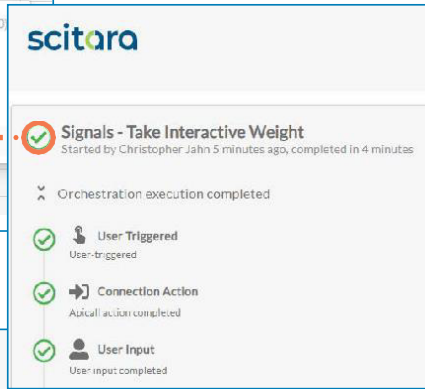 scitara
Signals - Take Interactive Weight
Started by Christopher Jahn 5 minutes ago, completed in 4 minutes
Orchestration execution completed
User Triggered
User-triggered
Connection Action
Apicall action completed
User Input
User input completed